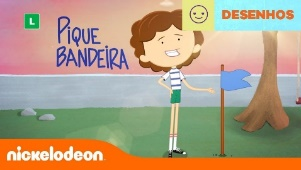 L
DESENHOS
PIQUE
BANDEIRA
nickelodeon